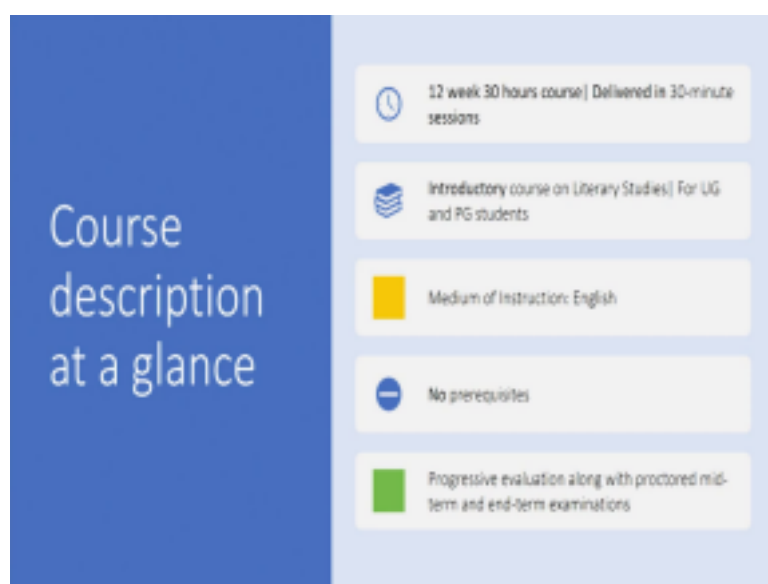 Course
description
at a glance
12 week 30 hours course| Delivered in 30-minute
sessions
Introductory course on Literary Studies| For UG
and PG students
Medium of Instruction: English
No prerequisites
Progressive evaluation along with proctored mid-
term and end-term examinations